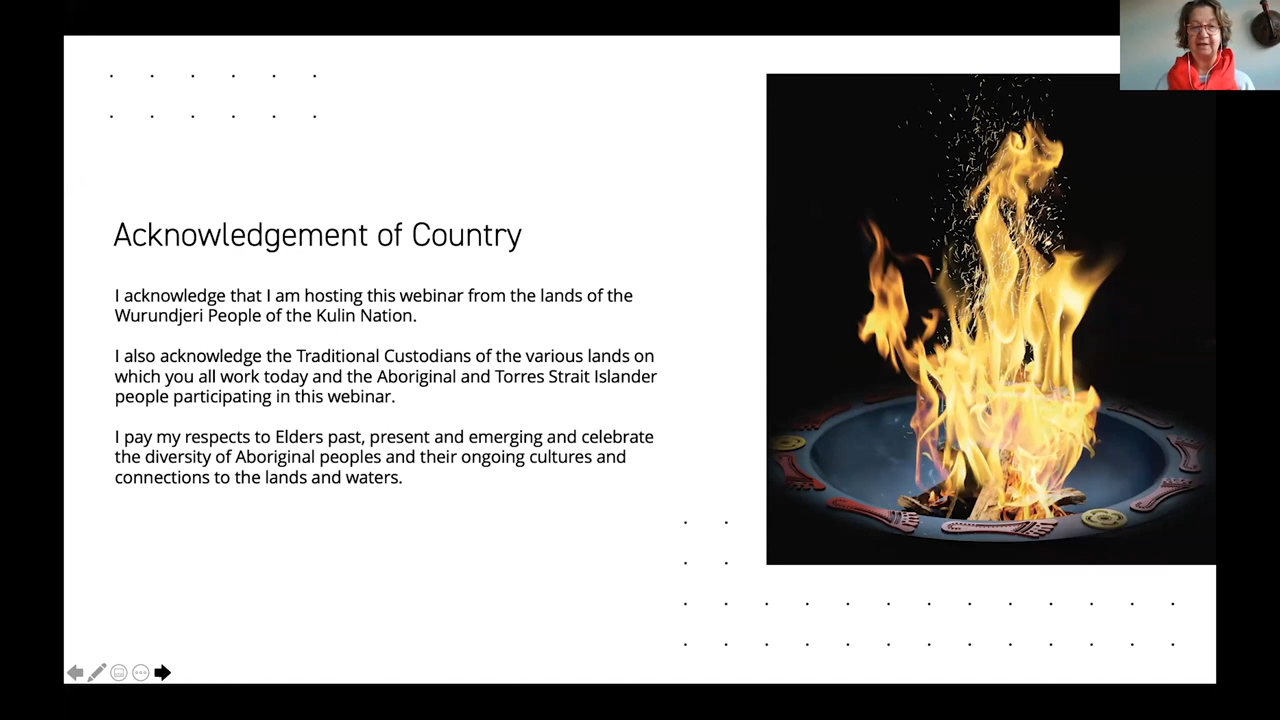 Acknowledgement of Country
I acknowledge that I am hosting this webinar from the lands of the
Wurundjeri People of the Kulin Nation.
I also acknowledge the Traditional Custodians of the various lands on
which you all work today and the Aboriginal and Torres Strait Islander
people participating in this webinar.
I pay my respects to Elders past, present and emerging and celebrate
the diversity of Aboriginal peoples and their ongoing cultures and
connections to the lands and waters.